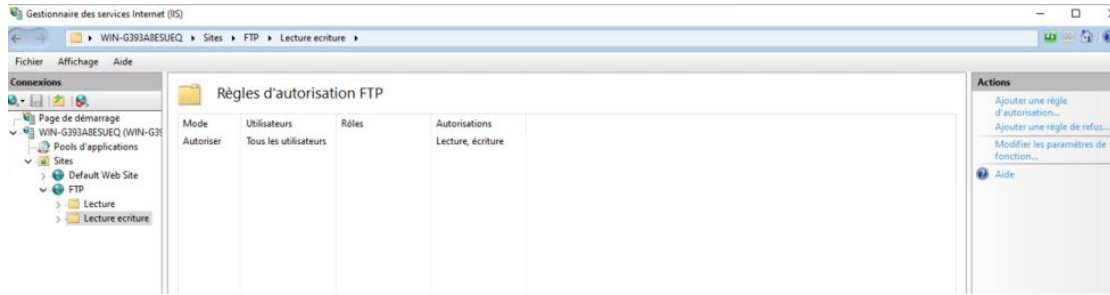 Gestionnaire des services Internet (IIS)
WIN-G393A8ESUEQ ▸ Sites ▸ FTP ▸ Lecture ecriture ▸
Fichier Affichage Aide
Connexions
Page de démarrage
WIN-G393A8ESUEQ (WIN-G39
Pools d'applications
Sites
Default Web Site
FTP
Lecture
Lecture ecriture
Règles d'autorisation FTP
Mode Utilisateurs Rôles Autorisations
Autoriser Tous les utilisateurs Lecture, écriture
Actions
Ajouter une règle
d'autorisation...
Ajouter une règle de refus...
Modifier les paramètres de
fonction...
Aide